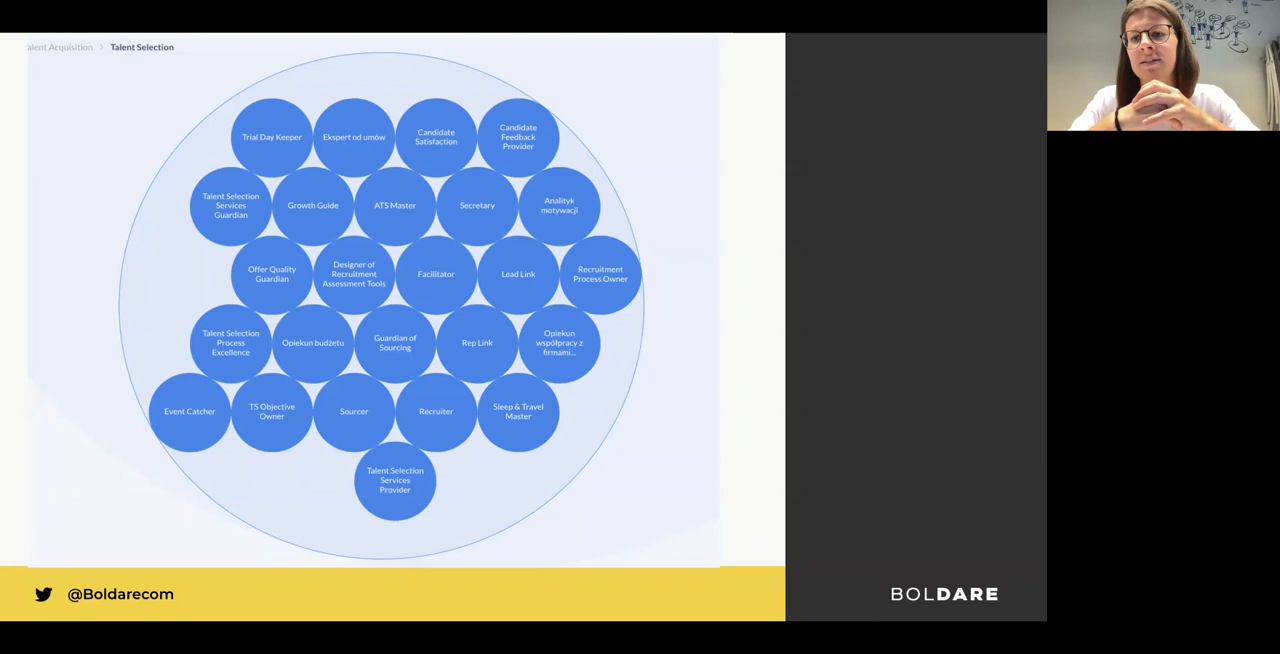 alent Acquisition > Talent Selection
Trial Day Keeper
Ekspert od umów
Candidate
Satisfaction
Candidate
Feedback
Provider
Talent Selection
Services
Guardian
Growth Guide
ATS Master
Secretary
Analityk
motywacji
Offer Quality
Guardian
Designer of
Recruitment
Assessment Tools
Facilitator
Lead Link
Recruitment
Process Owner
Talent Selection
Process
Excellence
Opiekun budżetu
Guardian of
Sourcing
Rep Link
Opiekun
współpracy z
firmami...
Event Catcher
TS Objective
Owner
Sourcer
Recruiter
Sleep & Travel
Master
Talent Selection
Services
Provider
@Boldarecom
BOLDARE